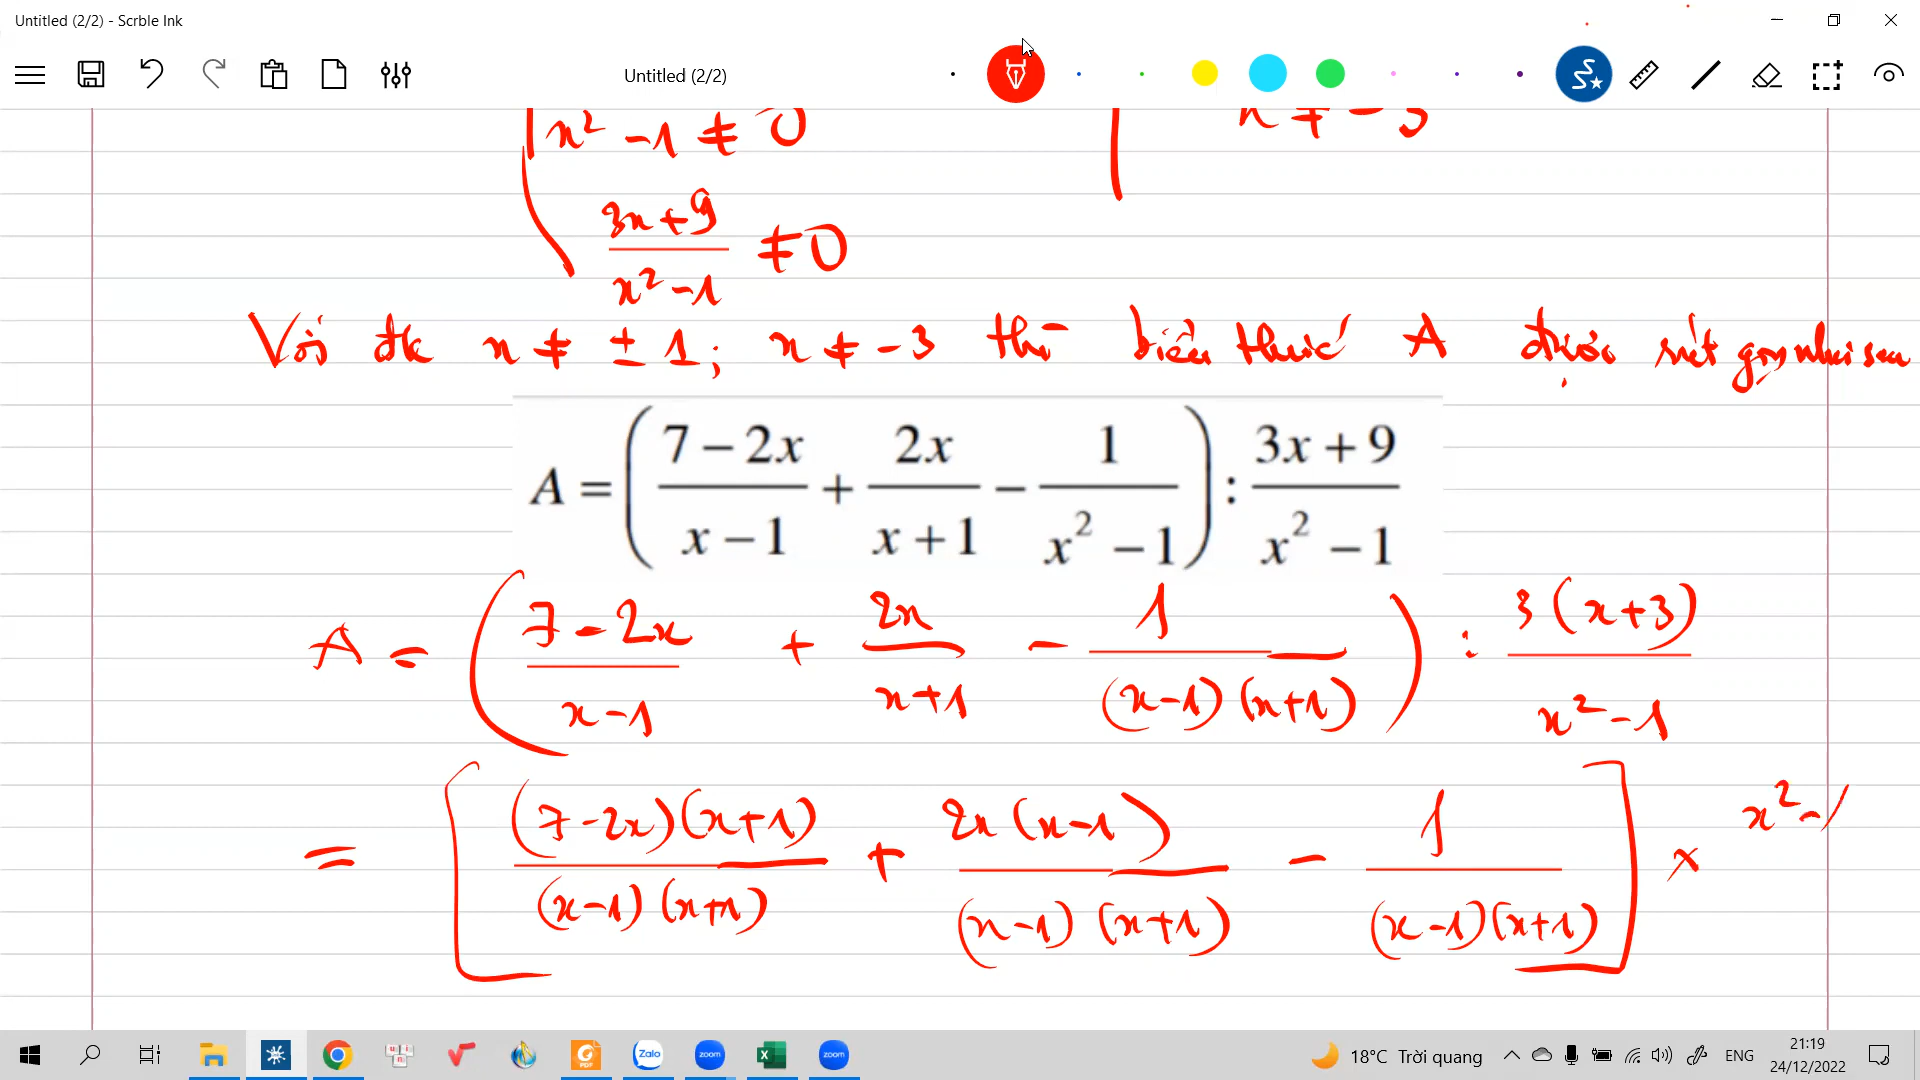 Untitled (2/2) - Scrble Ink
Untitled (2/2)
x² - 1 ≠ 0
x ≠ -3
(3x + 9)/(x² - 1) ≠ 0
Với đk x ≠ ± 1; x ≠ -3 thì biểu thức A được rút gọn như sau
A = ( (7 - 2x)/(x - 1) + 2x/(x + 1) - 1/(x² - 1) ) : (3x + 9)/(x² - 1)
A = ( (7 - 2x)/(x - 1) + 2x/(x + 1) - 1/((x - 1)(x + 1)) ) : 3(x + 3)/(x² - 1)
= [ (7 - 2x)(x + 1)/((x - 1)(x + 1)) + 2x(x - 1)/((x - 1)(x + 1)) - 1/((x - 1)(x + 1)) ] × x² -
Zalo
zoom
zoom
18°C Trời quang
ENG
21:19
24/12/2022